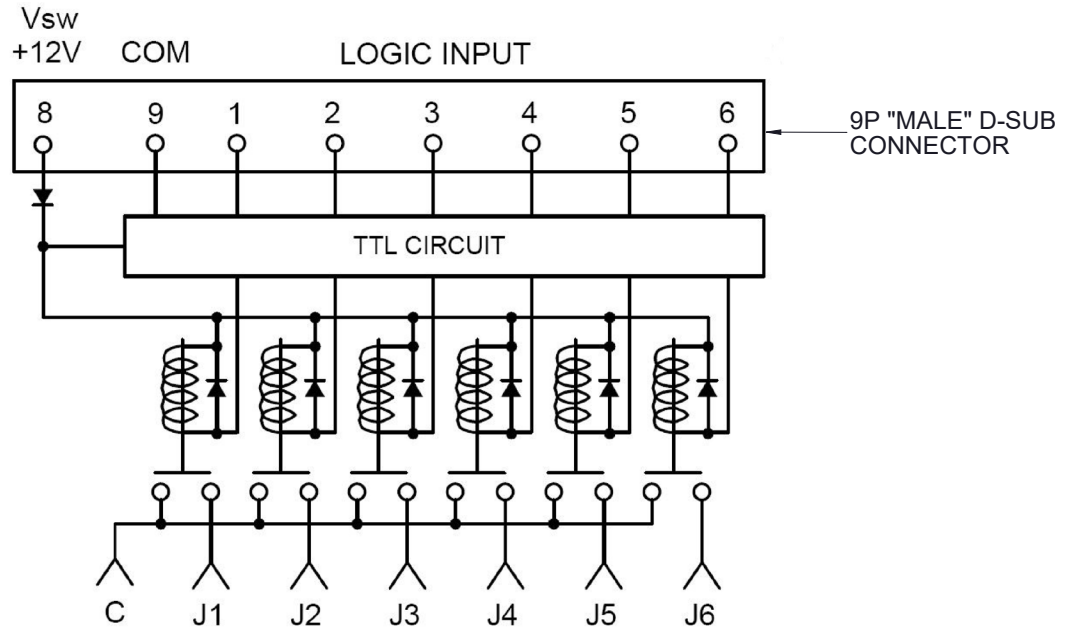 Vsw
+12V COM LOGIC INPUT
8 9 1 2 3 4 5 6
9P "MALE" D-SUB
CONNECTOR
TTL CIRCUIT
C J1 J2 J3 J4 J5 J6